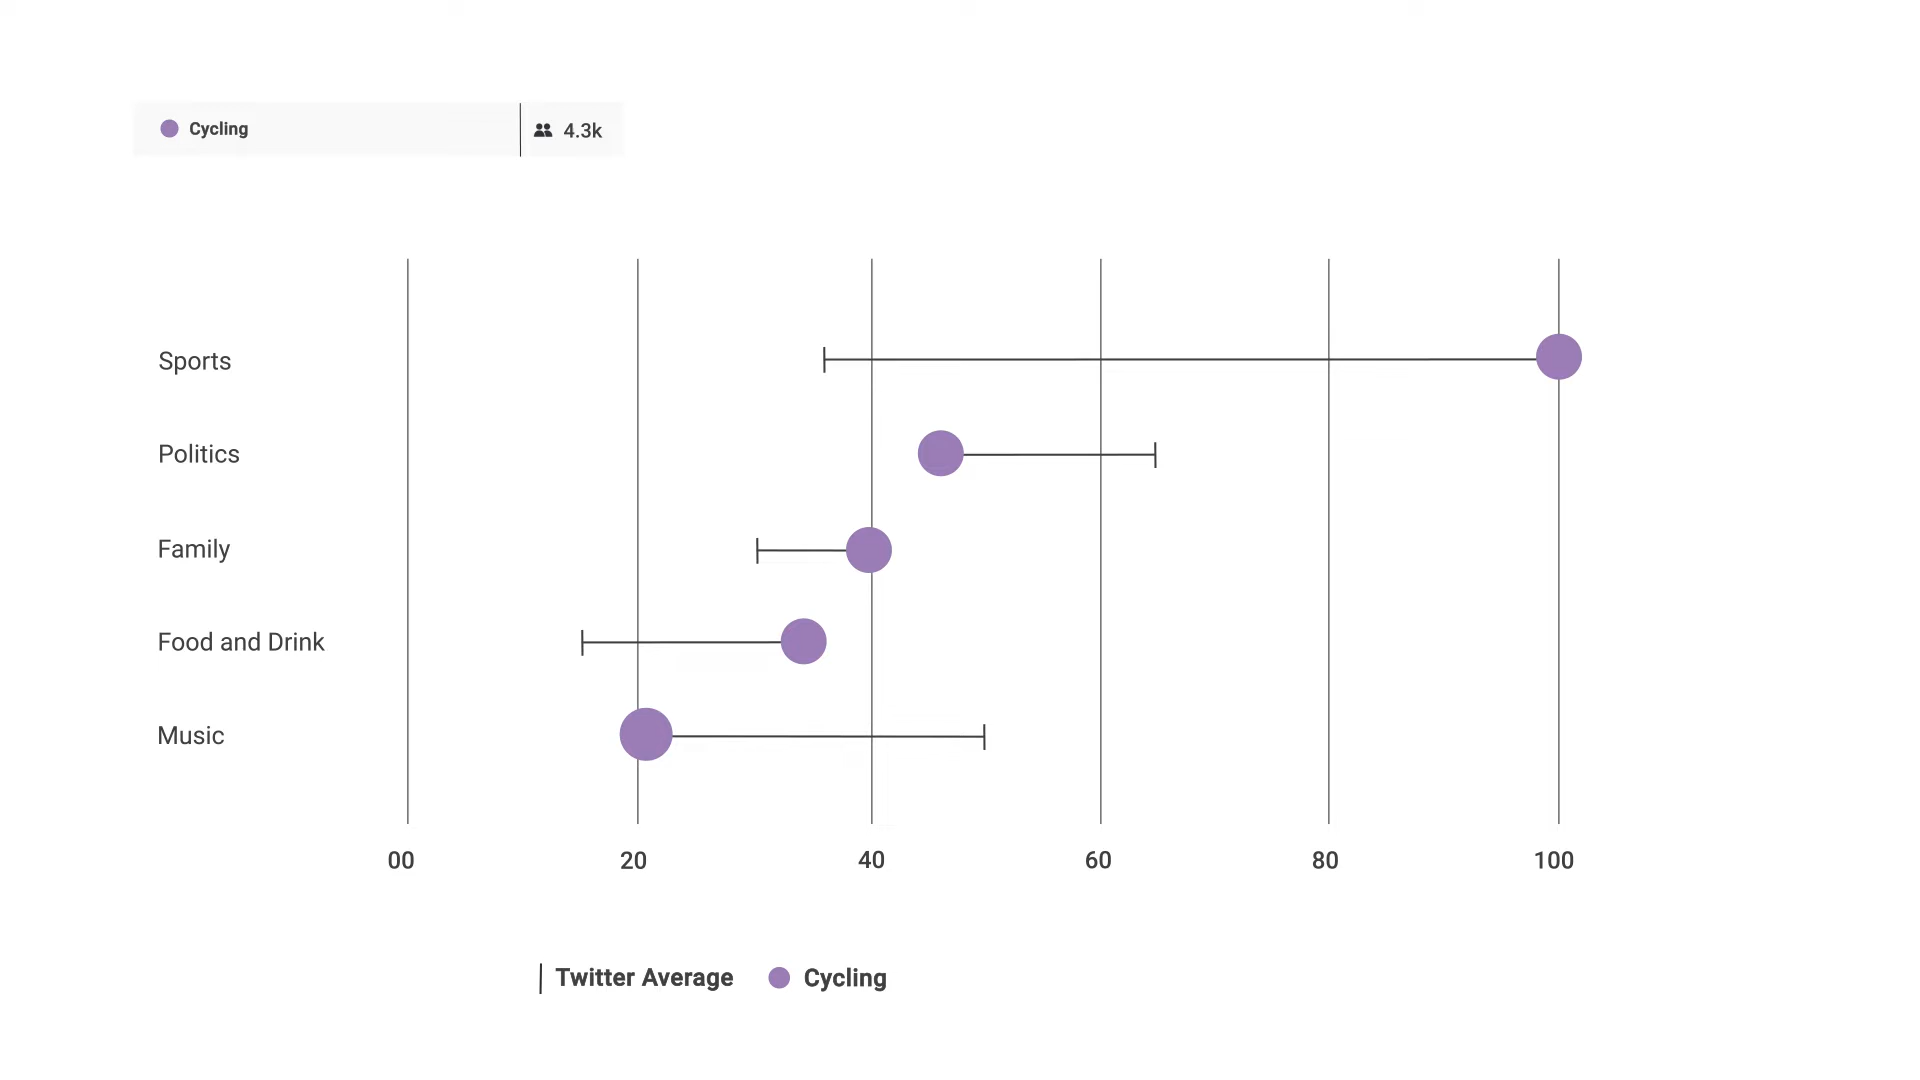 Cycling 4.3k
Sports
Politics
Family
Food and Drink
Music
00 20 40 60 80 100
Twitter Average Cycling